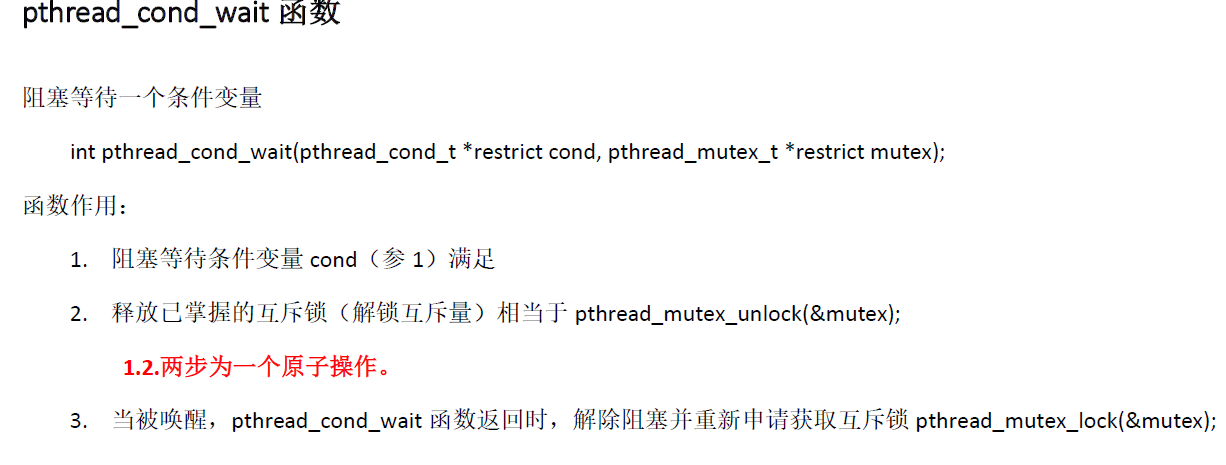 pthread_cond_wait 函数
阻塞等待一个条件变量
int pthread_cond_wait(pthread_cond_t *restrict cond, pthread_mutex_t *restrict mutex);
函数作用：
1. 阻塞等待条件变量 cond（参 1）满足
2. 释放已掌握的互斥锁（解锁互斥量）相当于 pthread_mutex_unlock(&mutex);
1.2.两步为一个原子操作。
3. 当被唤醒，pthread_cond_wait 函数返回时，解除阻塞并重新申请获取互斥锁 pthread_mutex_lock(&mutex);